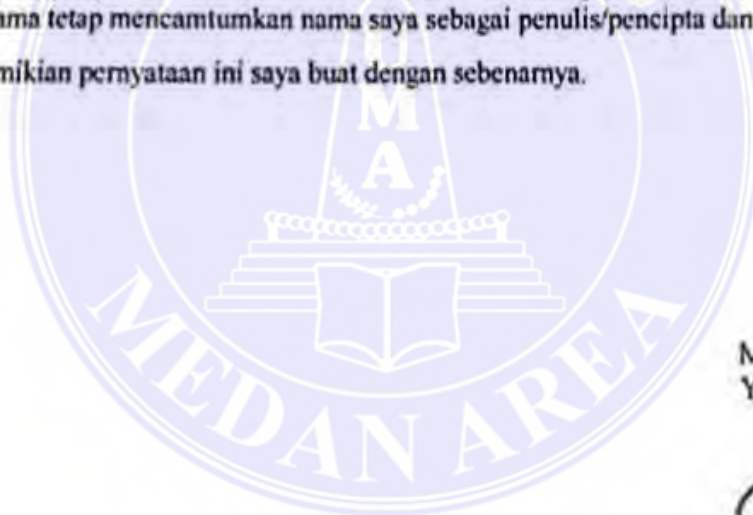 ama tetap mencamtumkan nama saya sebagai penulis/pencipta dan
mikian pernyataan ini saya buat dengan sebenarnya.
M
A
MEDAN AREA
M
Y